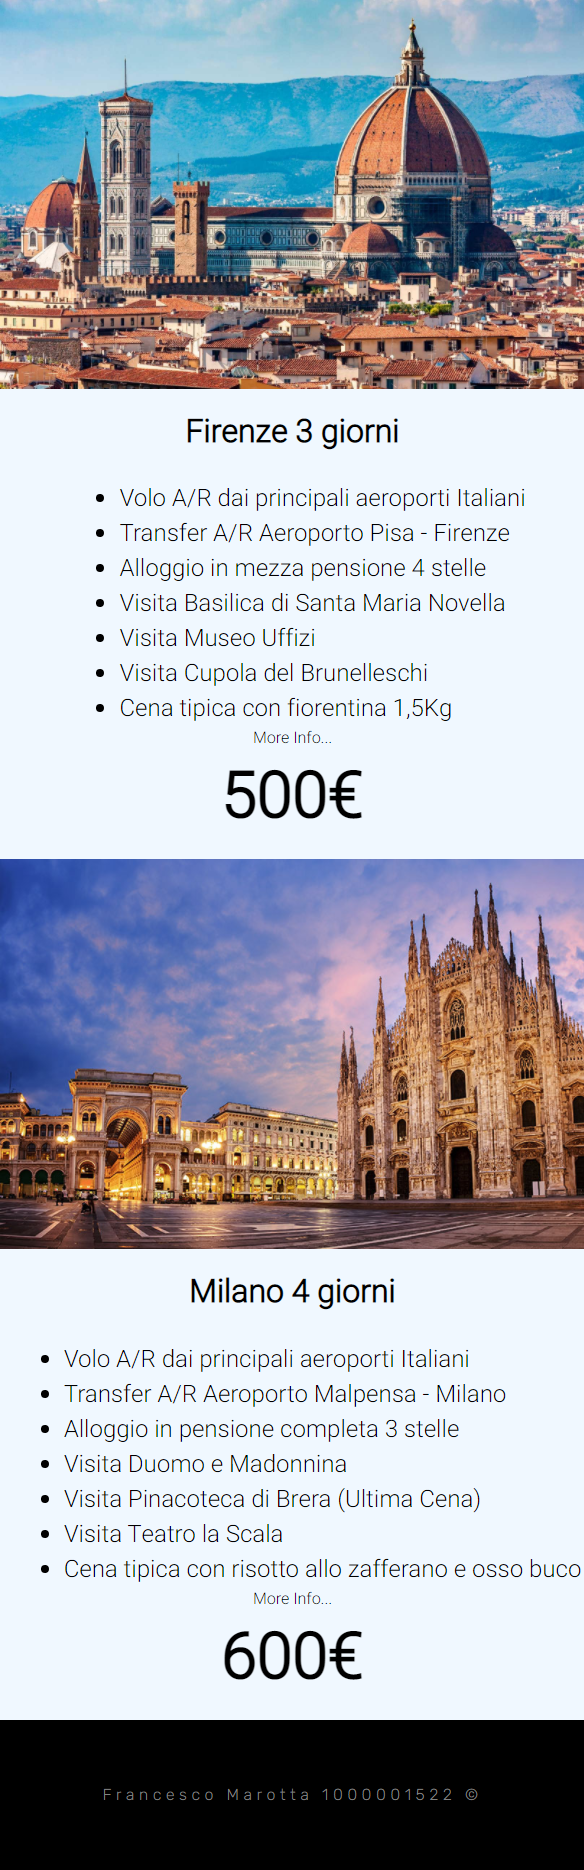 Firenze 3 giorni
Volo A/R dai principali aeroporti Italiani
Transfer A/R Aeroporto Pisa - Firenze
Alloggio in mezza pensione 4 stelle
Visita Basilica di Santa Maria Novella
Visita Museo Uffizi
Visita Cupola del Brunelleschi
Cena tipica con fiorentina 1,5Kg
More Info...
500€
Milano 4 giorni
Volo A/R dai principali aeroporti Italiani
Transfer A/R Aeroporto Malpensa - Milano
Alloggio in pensione completa 3 stelle
Visita Duomo e Madonnina
Visita Pinacoteca di Brera (Ultima Cena)
Visita Teatro la Scala
Cena tipica con risotto allo zafferano e osso buco
More Info...
600€
Francesco Marotta 1000001522 ©